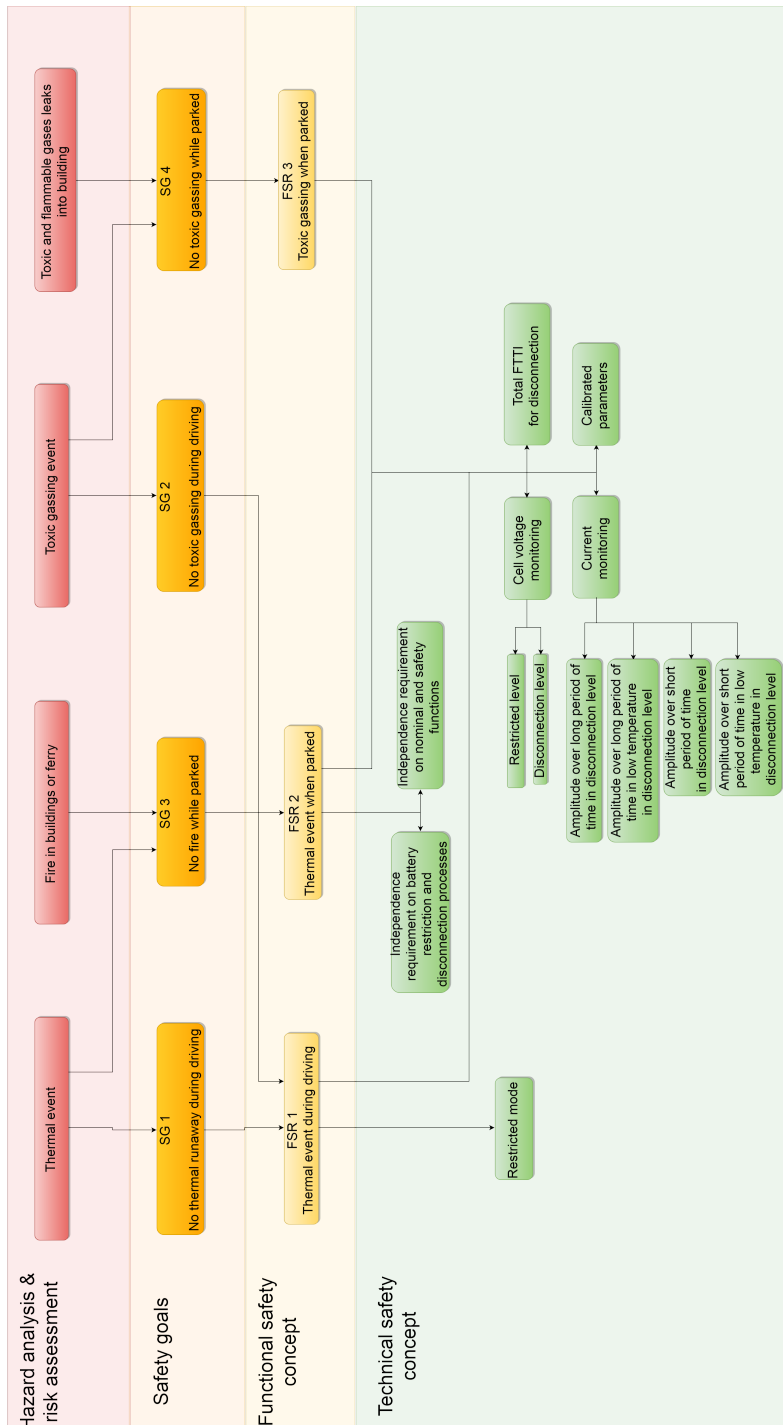 Hazard analysis &
risk assessment
Thermal event
Fire in buildings or ferry
Toxic gassing event
Toxic and flammable gases leaks
into building
Safety goals
SG 1
No thermal runaway during driving
SG 3
No fire while parked
SG 2
No toxic gassing during driving
SG 4
No toxic gassing while parked
Functional safety
concept
FSR 1
Thermal event during driving
FSR 2
Thermal event when parked
FSR 3
Toxic gassing when parked
Technical safety
concept
Independence
requirement on battery
restriction and
disconnection processes
Independence requirement
on nominal and safety
functions
Restricted mode
Restricted level
Disconnection level
Cell voltage
monitoring
Total FTTI
for disconnection
Amplitude over long period of
time in disconnection level
Amplitude over long period of
time in low temperature
in disconnection level
Amplitude over short
period of time
in disconnection level
Amplitude over short
period of time in low
temperature in
disconnection level
Current
monitoring
Calibrated
parameters